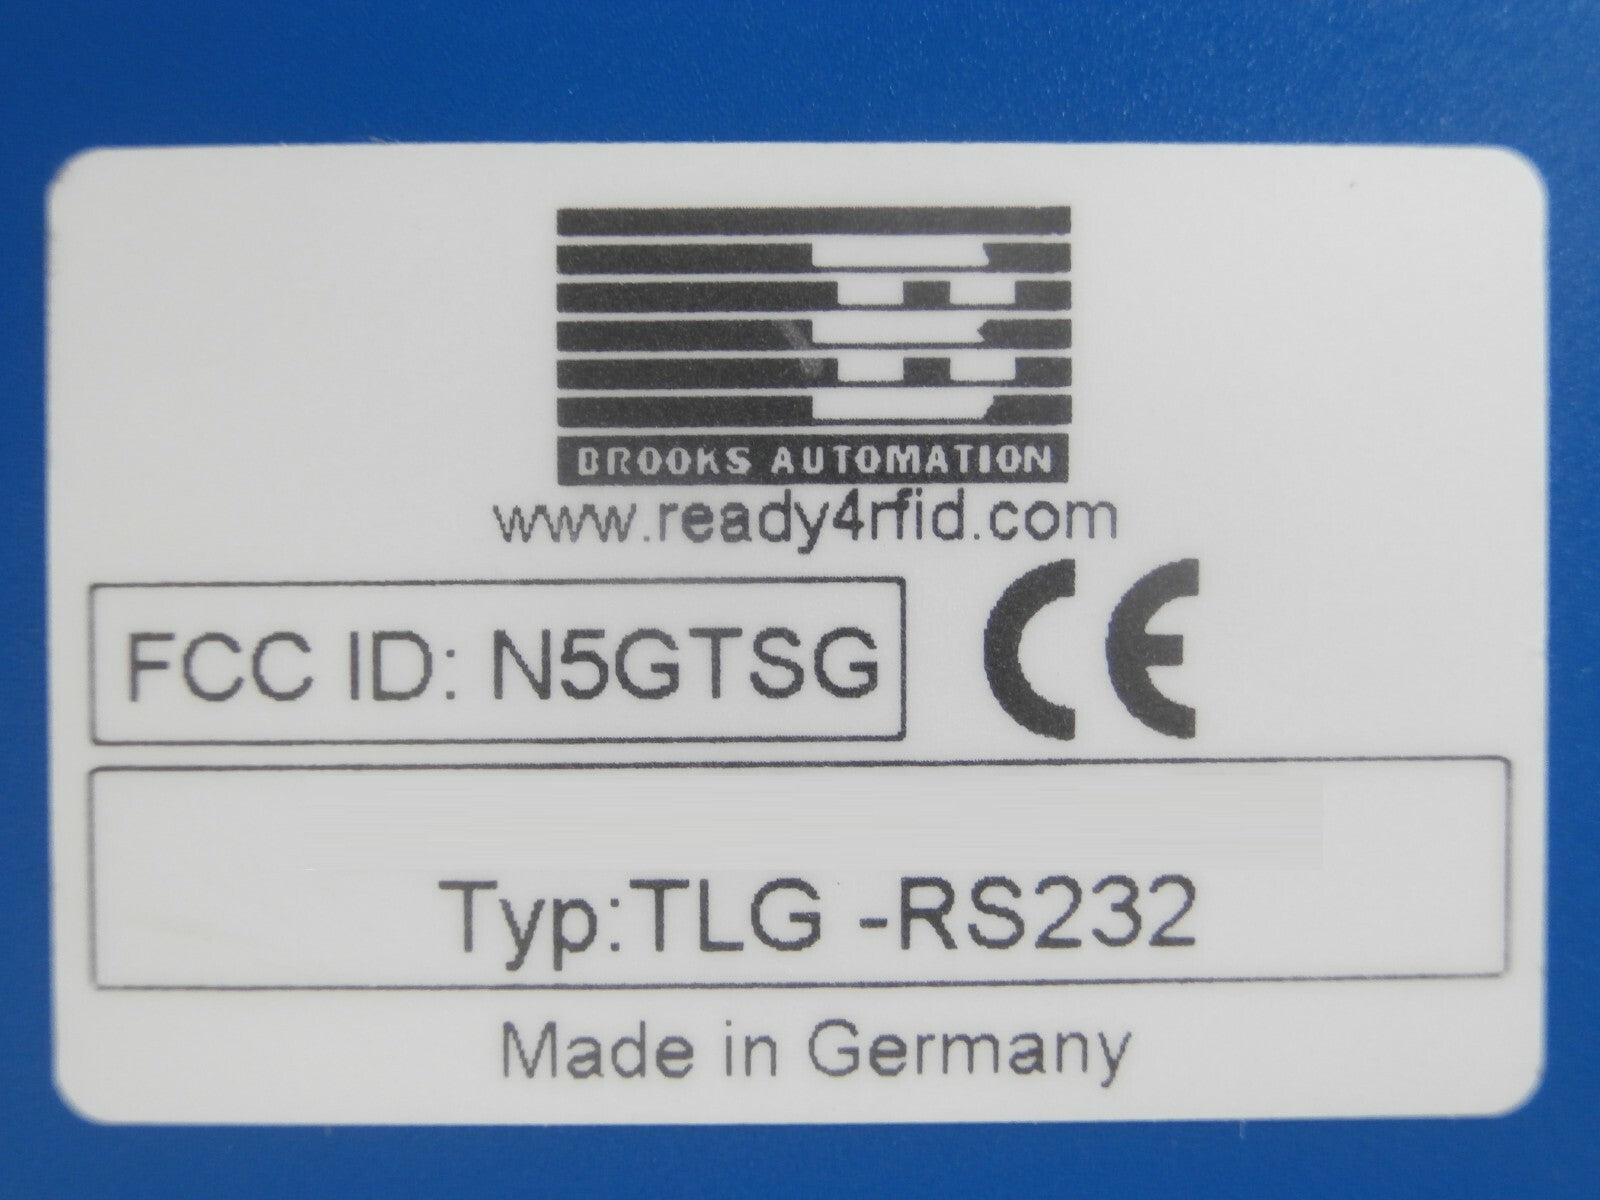 BROOKS AUTOMATION
www.ready4rfid.com
FCC ID: N5GTSG
CE
Typ:TLG -RS232
Made in Germany